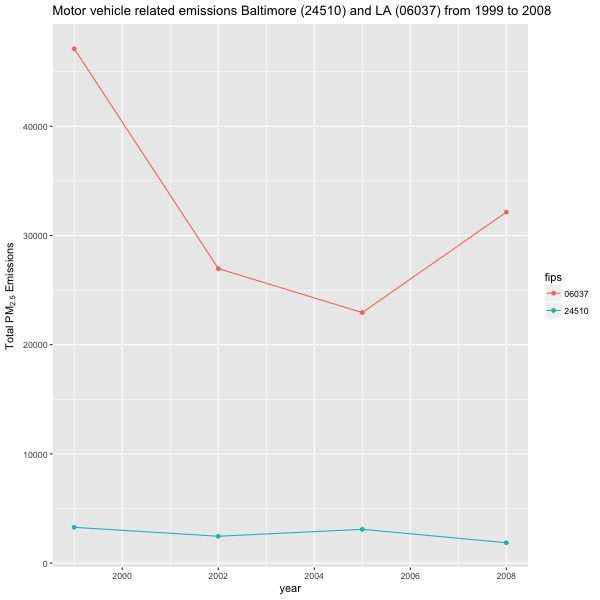 Motor vehicle related emissions Baltimore (24510) and LA (06037) from 1999 to 2008
40000
30000
20000
10000
0
Total PM2.5 Emissions
2000 2002 2004 2006 2008
year
fips
06037
24510